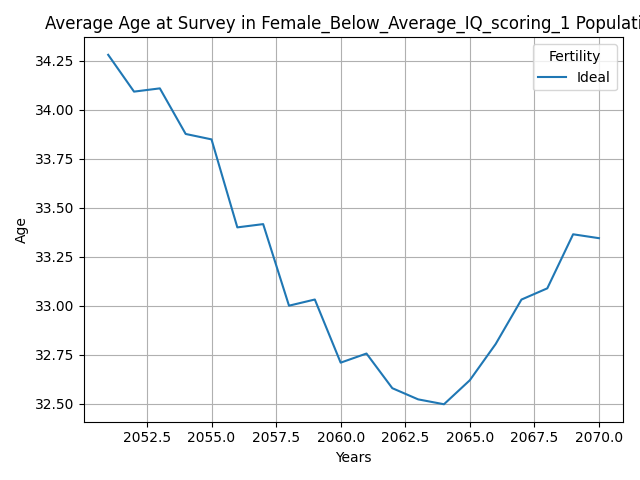 Average Age at Survey in Female_Below_Average_IQ_scoring_1 Populati
Fertility
Ideal
34.25
34.00
33.75
33.50
33.25
33.00
32.75
32.50
Age
2052.5 2055.0 2057.5 2060.0 2062.5 2065.0 2067.5 2070.0
Years